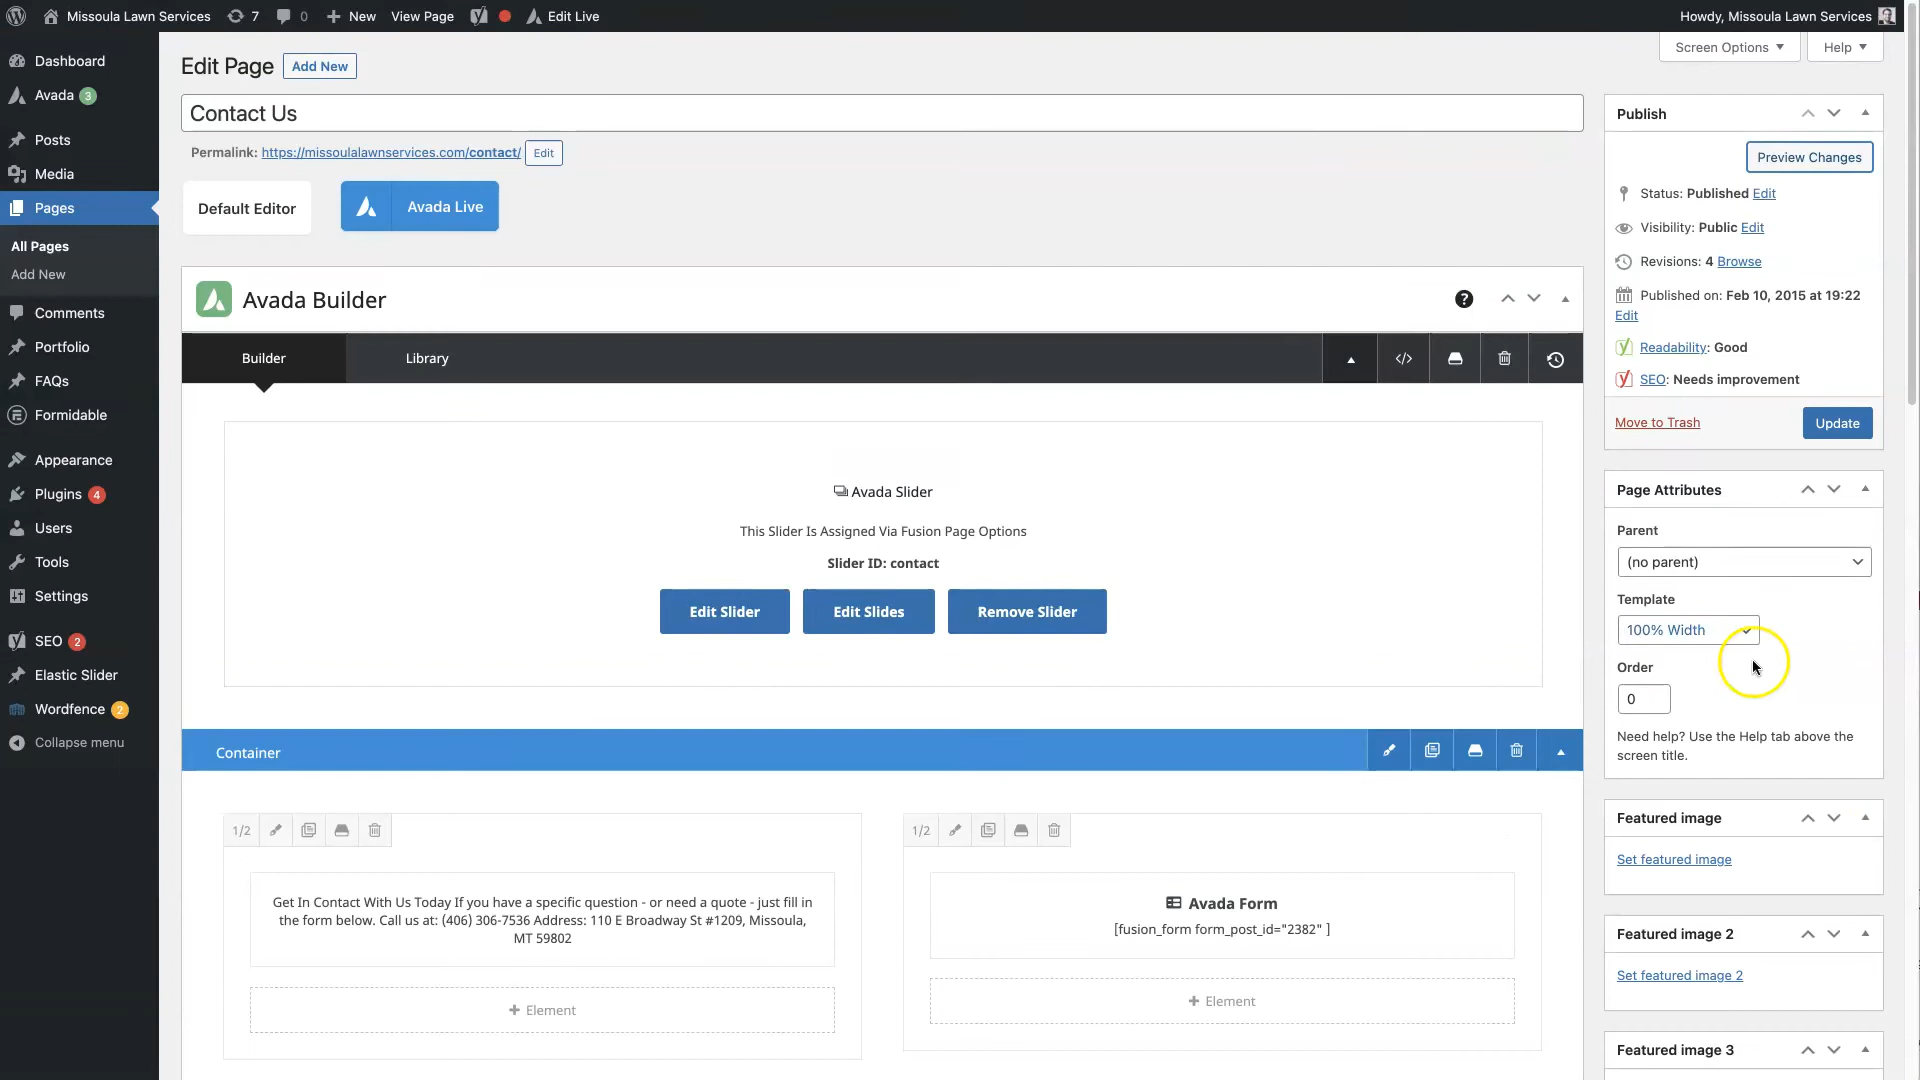 Missoula Lawn Services
7
0
New
View Page
Edit Live
Howdy, Missoula Lawn Services
Dashboard
Avada 3
Posts
Media
Pages
All Pages
Add New
Comments
Portfolio
FAQs
Formidable
Appearance
Plugins 4
Users
Tools
Settings
SEO 2
Elastic Slider
Wordfence 2
Collapse menu
Screen Options
Help
Edit Page
Add New
Contact Us
Permalink: https://missoulalawnservices.com/contact/ Edit
Default Editor
Avada Live
Avada Builder
?
Builder
Library
</>
Avada Slider
This Slider Is Assigned Via Fusion Page Options
Slider ID: contact
Edit Slider
Edit Slides
Remove Slider
Container
1/2
Get In Contact With Us Today If you have a specific question - or need a quote - just fill in
the form below. Call us at: (406) 306-7536 Address: 110 E Broadway St #1209, Missoula,
MT 59802
+ Element
1/2
Avada Form
[fusion_form form_post_id="2382" ]
+ Element
Publish
Preview Changes
Status: Published Edit
Visibility: Public Edit
Revisions: 4 Browse
Published on: Feb 10, 2015 at 19:22
Edit
Readability: Good
SEO: Needs improvement
Move to Trash
Update
Page Attributes
Parent
(no parent)
Template
100% Width
Order
0
Need help? Use the Help tab above the
screen title.
Featured image
Set featured image
Featured image 2
Set featured image 2
Featured image 3